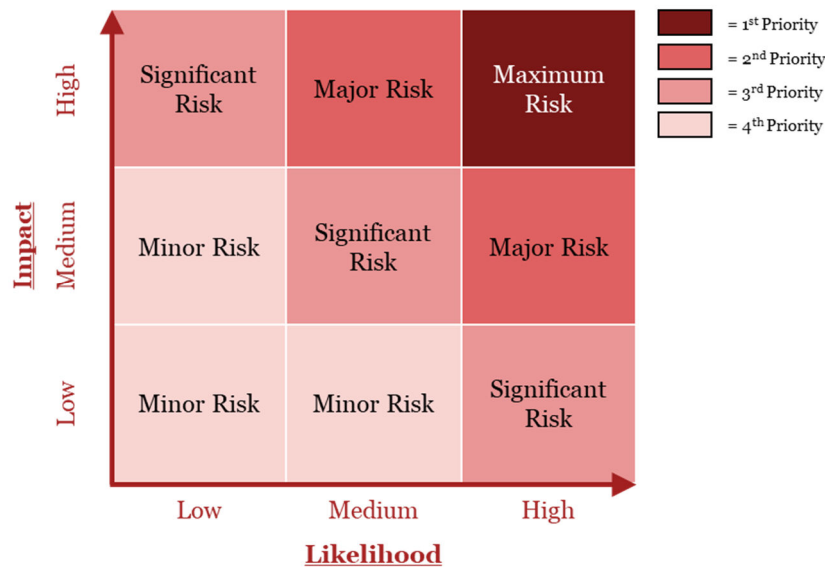 = 1st Priority
= 2nd Priority
= 3rd Priority
= 4th Priority
Impact
High
Significant
Risk
Major Risk
Maximum
Risk
Medium
Minor Risk
Significant
Risk
Major Risk
Low
Minor Risk
Minor Risk
Significant
Risk
Low
Medium
High
Likelihood